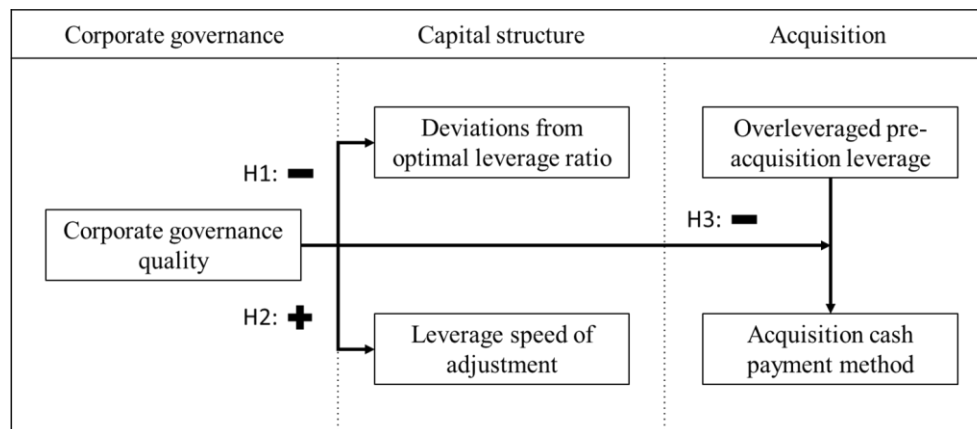 Corporate governance
Capital structure
Acquisition
Deviations from
optimal leverage ratio
Overleveraged pre-
acquisition leverage
H1: −
H3: −
Corporate governance
quality
H2: +
Leverage speed of
adjustment
Acquisition cash
payment method